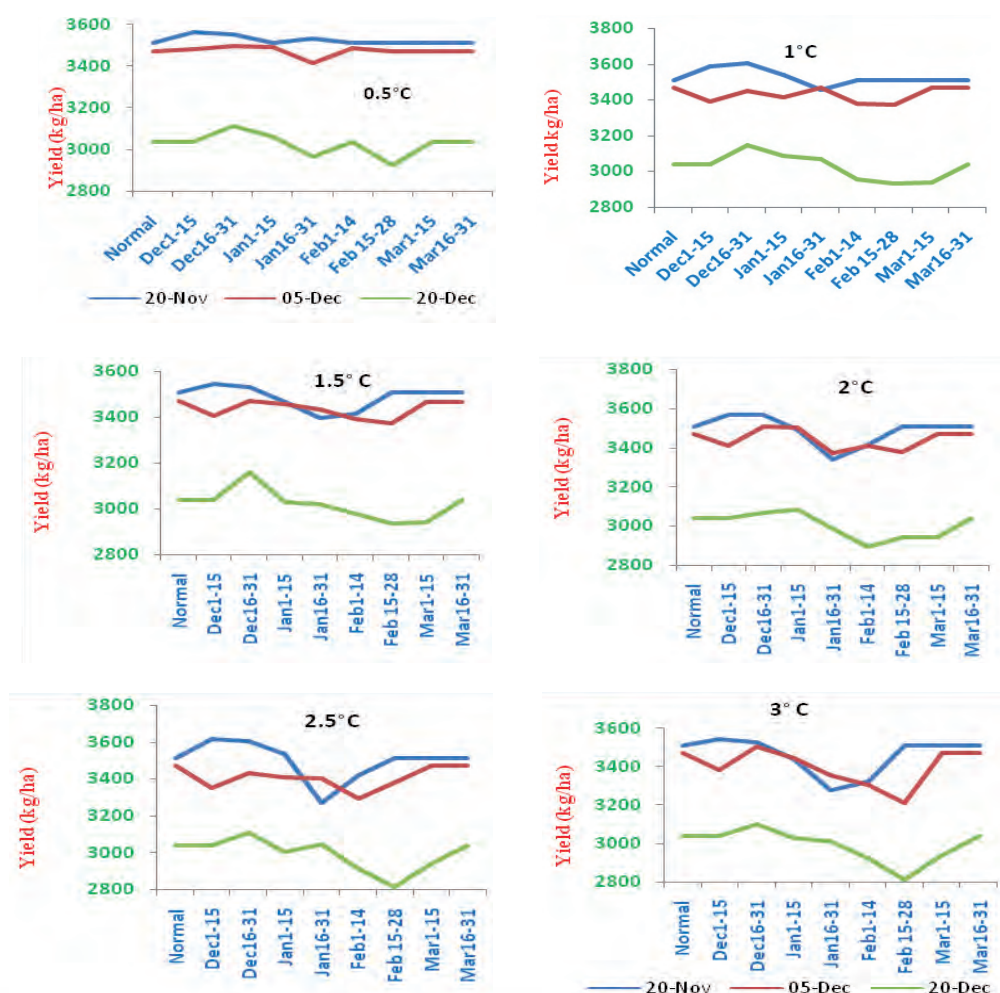 3600
3400
3200
3000
2800
Yield (kg/ha)
0.5°C
Normal
Dec1-15
Dec16-31
Jan1-15
Jan16-31
Feb1-14
Feb 15-28
Mar1-15
Mar16-31
20-Nov 05-Dec 20-Dec
3800
3600
3400
3200
3000
2800
Yield kg/ha)
1°C
Normal
Dec1-15
Dec16-31
Jan1-15
Jan16-31
Feb1-14
Feb 15-28
Mar1-15
Mar16-31
3600
3400
3200
3000
2800
Yield (kg/ha)
1.5°C
Normal
Dec1-15
Dec16-31
Jan1-15
Jan16-31
Feb1-14
Feb 15-28
Mar1-15
Mar16-31
3800
3600
3400
3200
3000
2800
Yield (kg/ha)
2°C
Normal
Dec1-15
Dec16-31
Jan1-15
Jan16-31
Feb1-14
Feb 15-28
Mar1-15
Mar16-31
3800
3600
3400
3200
3000
2800
Yield (kg/ha)
2.5°C
Normal
Dec1-15
Dec16-31
Jan1-15
Jan16-31
Feb1-14
Feb 15-28
Mar1-15
Mar16-31
3600
3400
3200
3000
2800
Yield (kg/ha)
3°C
Normal
Dec1-15
Dec16-31
Jan1-15
Jan16-31
Feb1-14
Feb 15-28
Mar1-15
Mar16-31
20-Nov 05-Dec 20-Dec